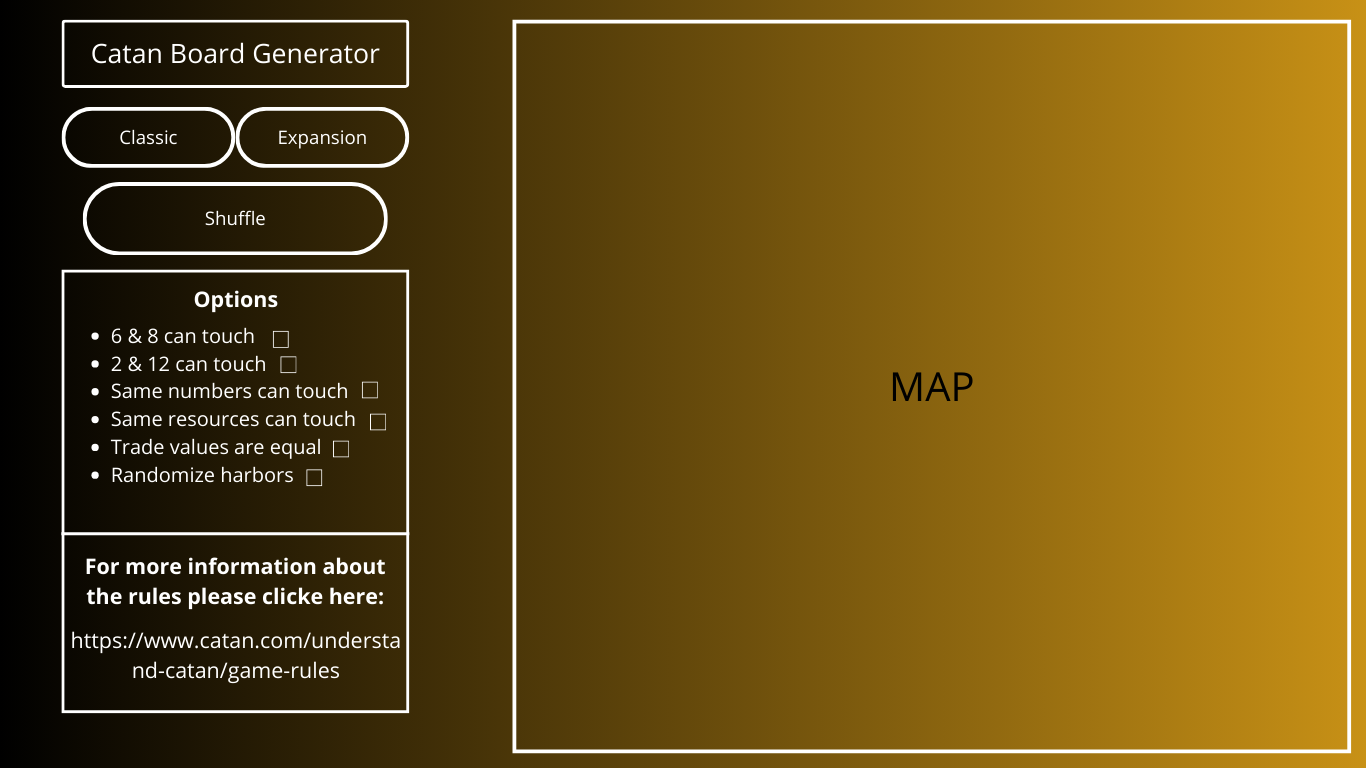 Catan Board Generator
Classic
Expansion
Shuffle
Options
6 & 8 can touch
2 & 12 can touch
Same numbers can touch
Same resources can touch
Trade values are equal
Randomize harbors
For more information about
the rules please clicke here:
https://www.catan.com/understa
nd-catan/game-rules
MAP